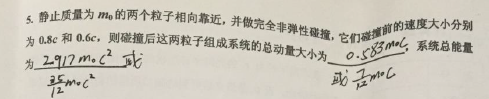 5. 静止质量为 m₀ 的两个粒子相向靠近，并做完全非弹性碰撞，它们碰撞前的速度大小分别
为 0.8c 和 0.6c，则碰撞后这两粒子组成系统的总动量大小为 0.583m₀C ，系统总能量
为 2.917m₀C² 或 或 7/12 m₀C
35/12 m₀C²